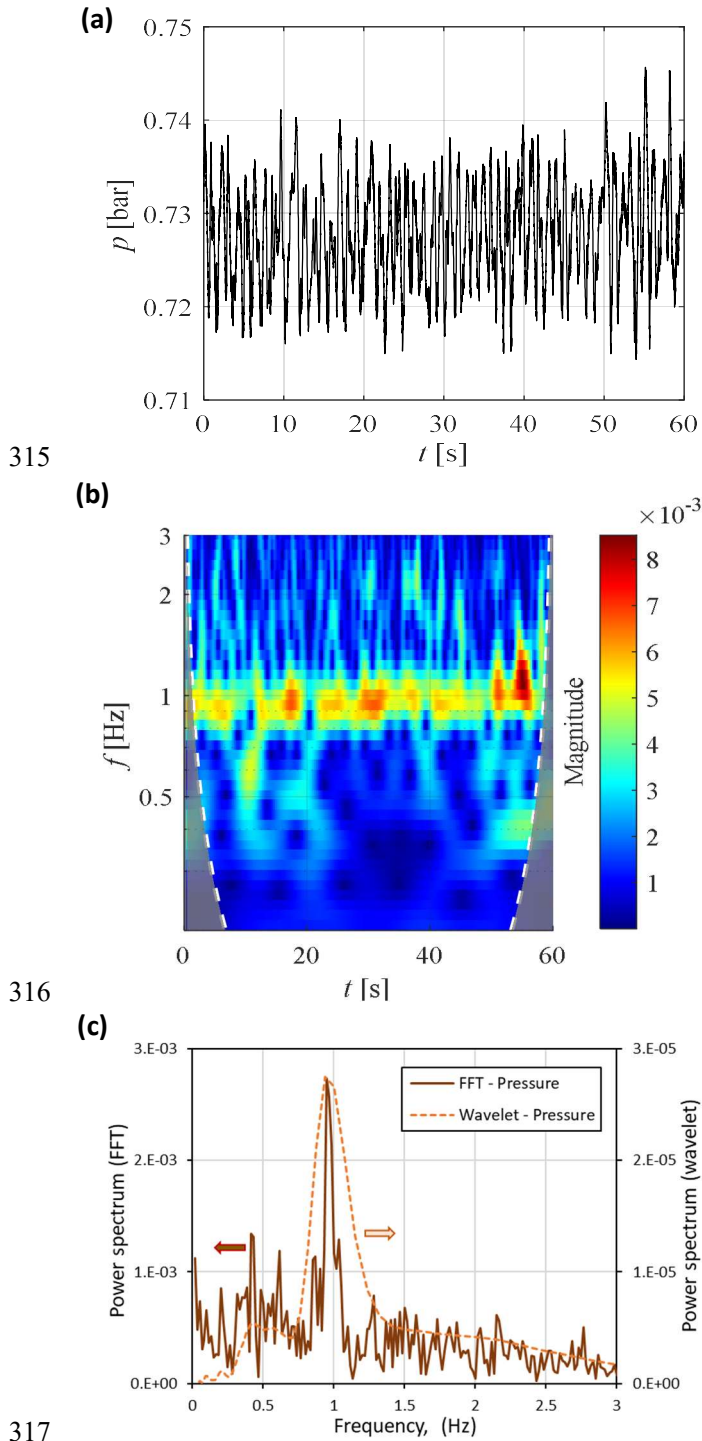 (a)
0.75
0.74
0.73
0.72
0.71
p [bar]
0 10 20 30 40 50 60
t [s]
315
(b)
×10⁻³
3
2
1
0.5
f [Hz]
8
7
6
5
4
3
2
1
Magnitude
0 20 40 60
t [s]
316
(c)
3.E-03
2.E-03
1.E-03
0.E+00
Power spectrum (FFT)
FFT - Pressure
Wavelet - Pressure
3.E-05
2.E-05
1.E-05
0.E+00
Power spectrum (wavelet)
0 0.5 1 1.5 2 2.5 3
Frequency, (Hz)
317